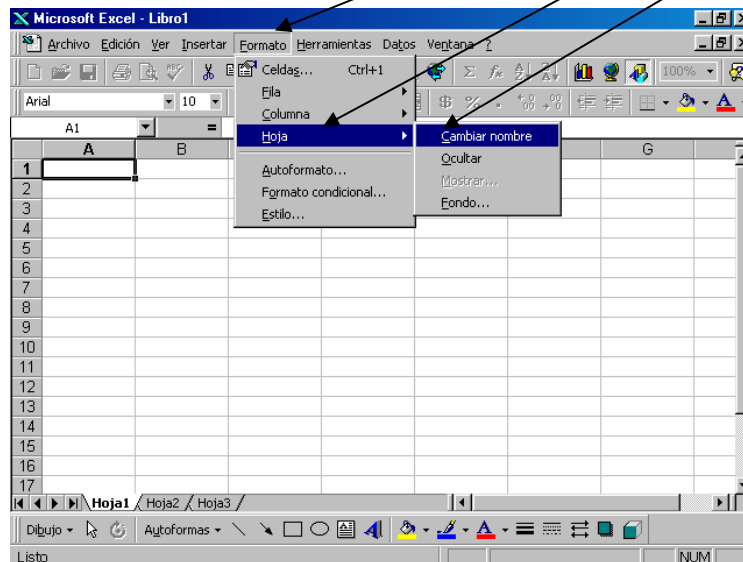 Microsoft Excel - Libro1
Archivo Edición Ver Insertar Formato Herramientas Datos Ventana ?
100%
Arial 10
A1 =
Celdas... Ctrl+1
Fila
Columna
Hoja
Autoformato...
Formato condicional...
Estilo...
Cambiar nombre
Ocultar
Mostrar...
Fondo...
A B G
1
2
3
4
5
6
7
8
9
10
11
12
13
14
15
16
17
Hoja1 Hoja2 Hoja3
Dibujo Autoformas
Listo NUM